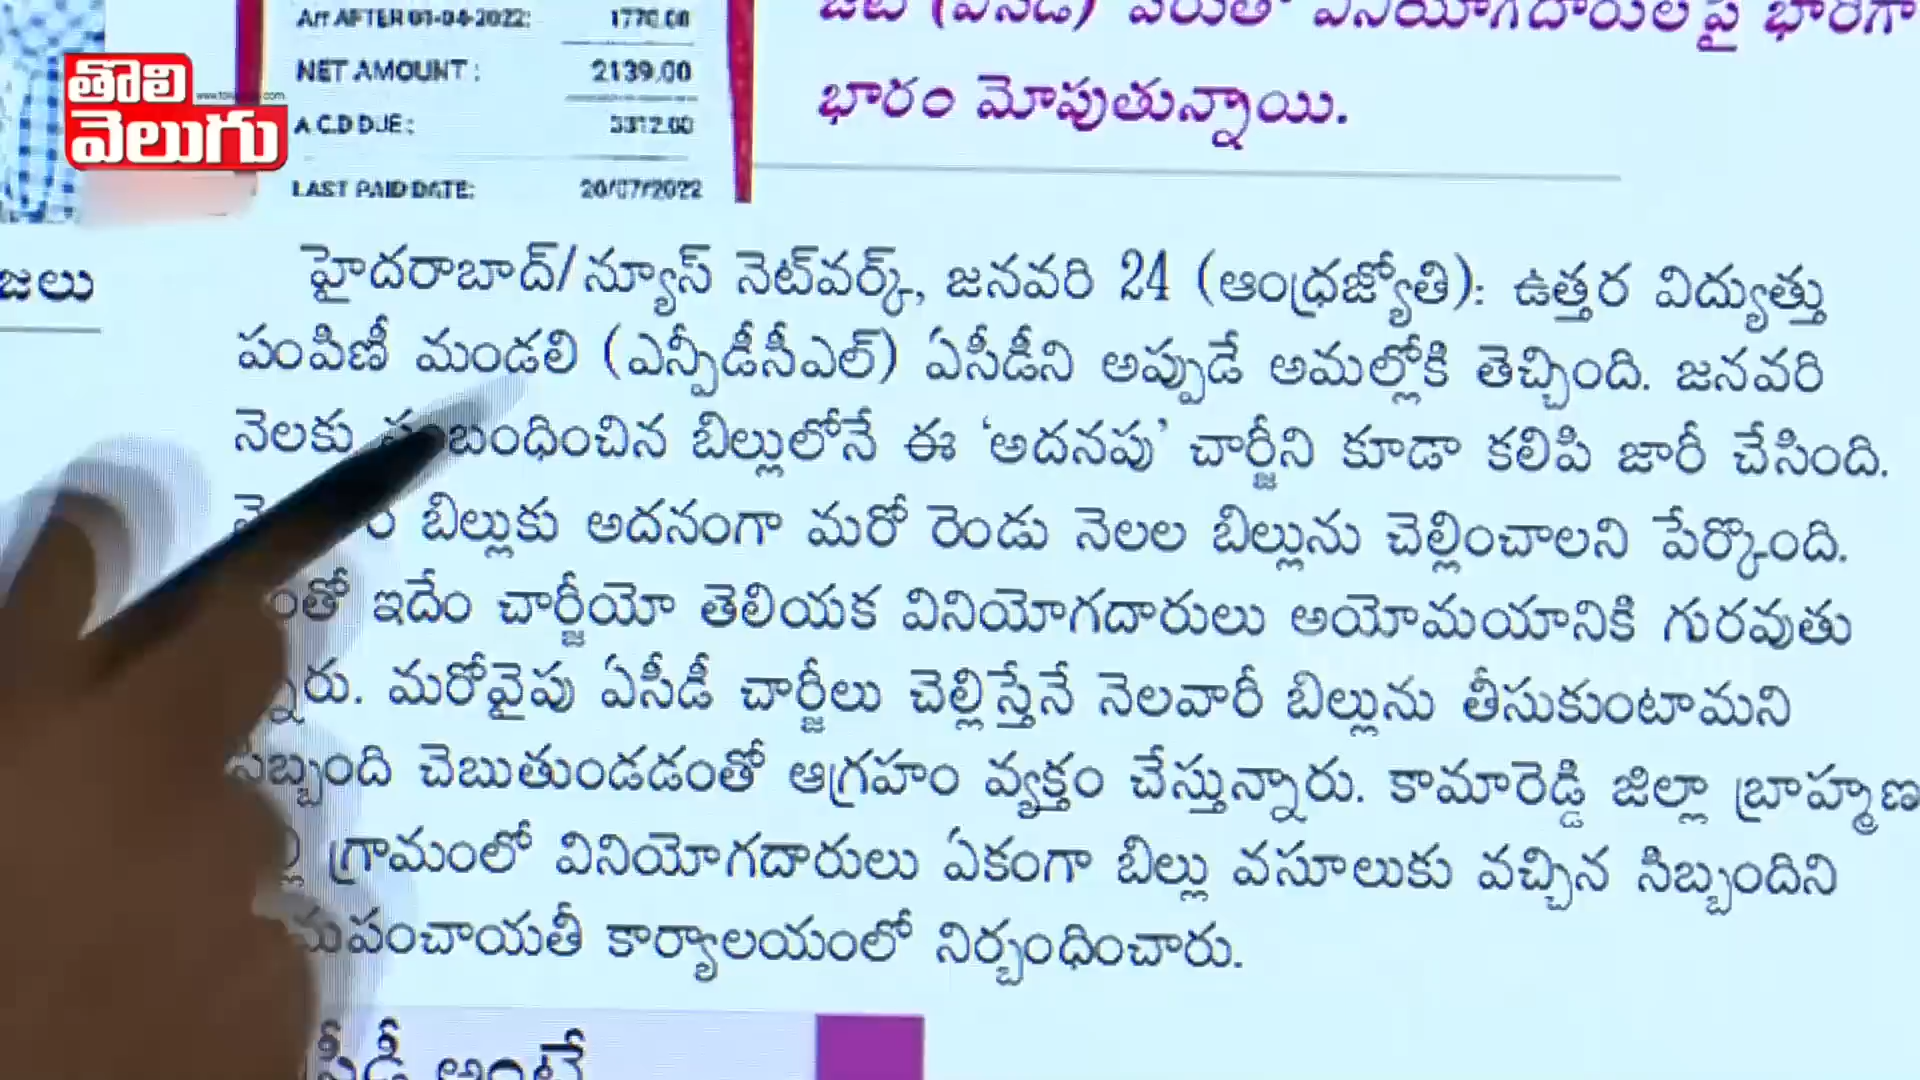 Arr AFTER 01-04-2022: 1770.00
NET AMOUNT : 2139.00
A C.D DUE : 3312.00
LAST PAID DATE: 20/07/2022
తొలి
వెలుగు
వినియోగదారులపై భారీగా
భారం మోపుతున్నాయి.
జలు
హైదరాబాద్/న్యూస్ నెట్‌వర్క్, జనవరి 24 (ఆంధ్రజ్యోతి): ఉత్తర విద్యుత్తు
పంపిణీ మండలి (ఎన్పీడీసీఎల్) ఏసీడీని అప్పుడే అమల్లోకి తెచ్చింది. జనవరి
నెలకు సంబంధించిన బిల్లులోనే ఈ 'అదనపు' చార్జీని కూడా కలిపి జారీ చేసింది.
బిల్లుకు అదనంగా మరో రెండు నెలల బిల్లును చెల్లించాలని పేర్కొంది.
ఇదేం చార్జీయో తెలియక వినియోగదారులు అయోమయానికి గురవుతు
న్నారు. మరోవైపు ఏసీడీ చార్జీలు చెల్లిస్తేనే నెలవారీ బిల్లును తీసుకుంటామని
సిబ్బంది చెబుతుండడంతో ఆగ్రహం వ్యక్తం చేస్తున్నారు. కామారెడ్డి జిల్లా బ్రాహ్మణ
గ్రామంలో వినియోగదారులు ఏకంగా బిల్లు వసూలుకు వచ్చిన సిబ్బందిని
మపంచాయతీ కార్యాలయంలో నిర్బంధించారు.
సీడీ అంటే